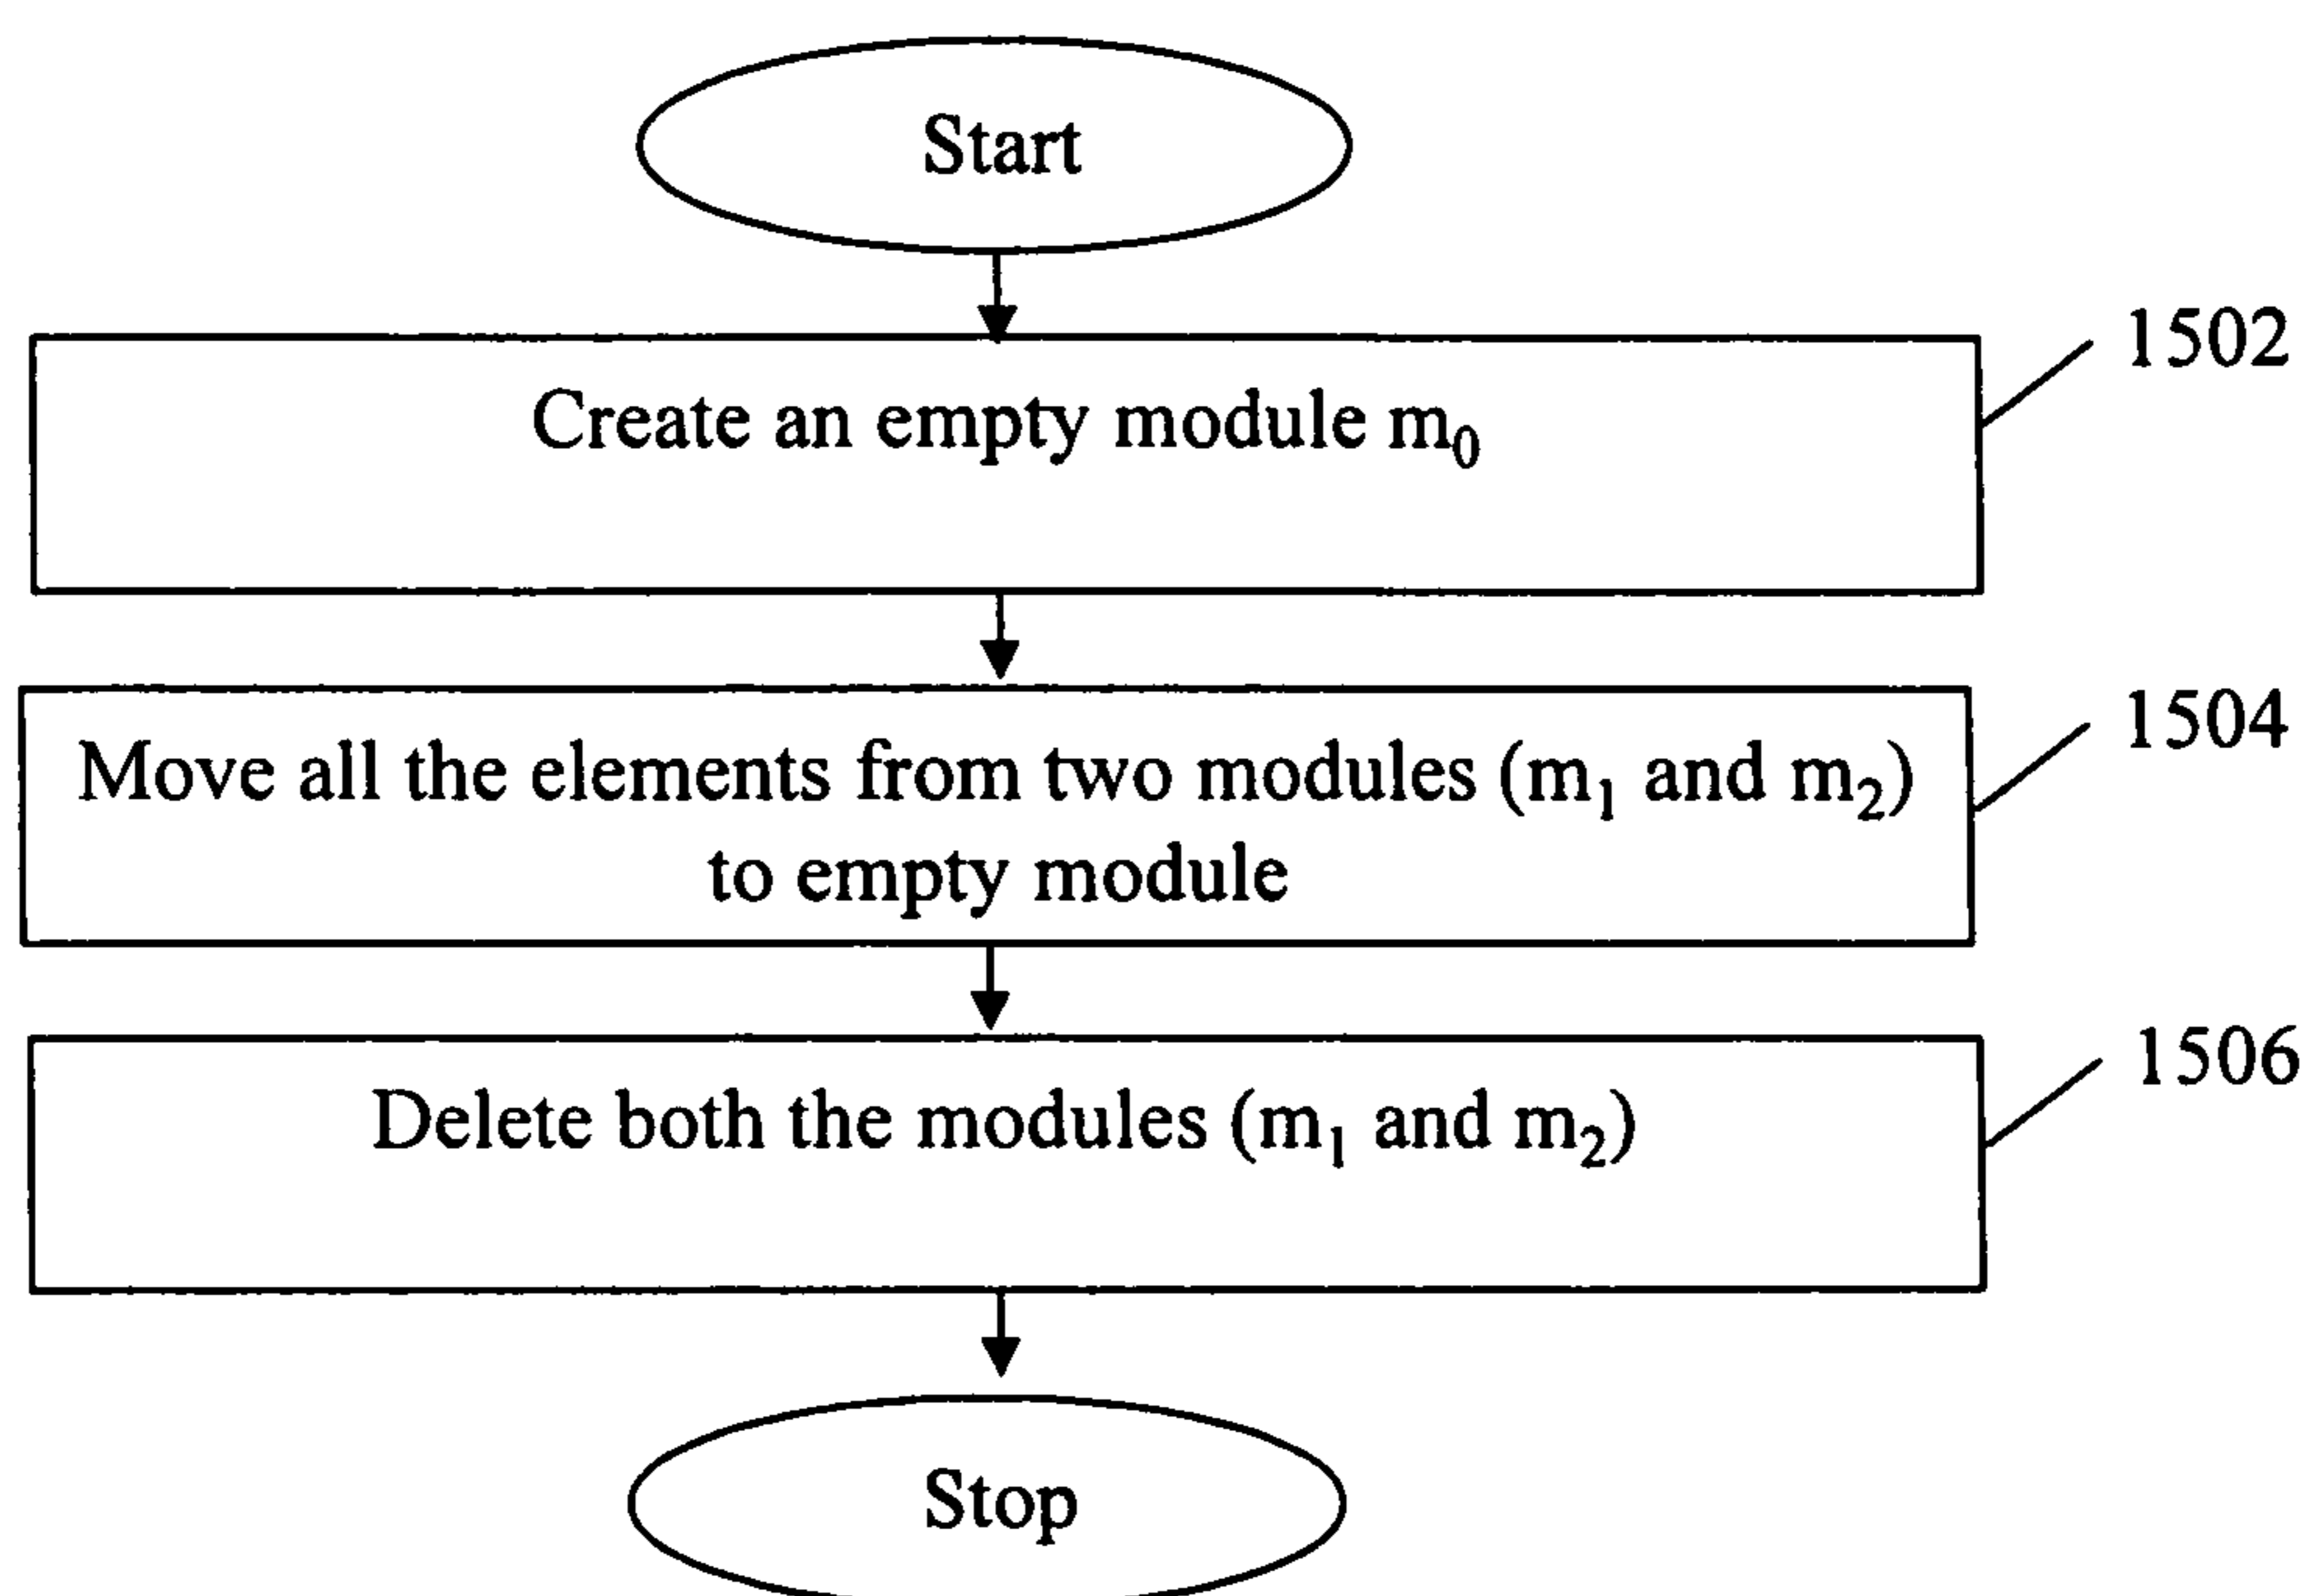 Start
1502
Create an empty module m₀
1504
Move all the elements from two modules (m₁ and m₂)
to empty module
1506
Delete both the modules (m₁ and m₂)
Stop